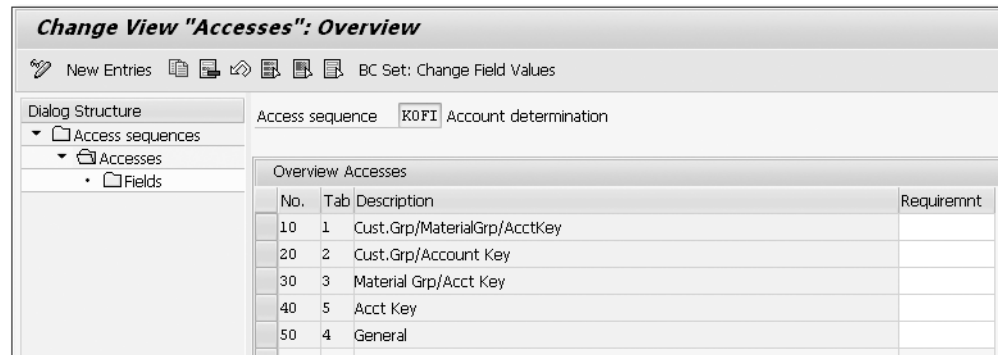 Change View "Accesses": Overview
New Entries BC Set: Change Field Values
Dialog Structure
Access sequences
Accesses
Fields
Access sequence KOFI Account determination
Overview Accesses
No. Tab Description Requiremnt
10 1 Cust.Grp/MaterialGrp/AcctKey
20 2 Cust.Grp/Account Key
30 3 Material Grp/Acct Key
40 5 Acct Key
50 4 General